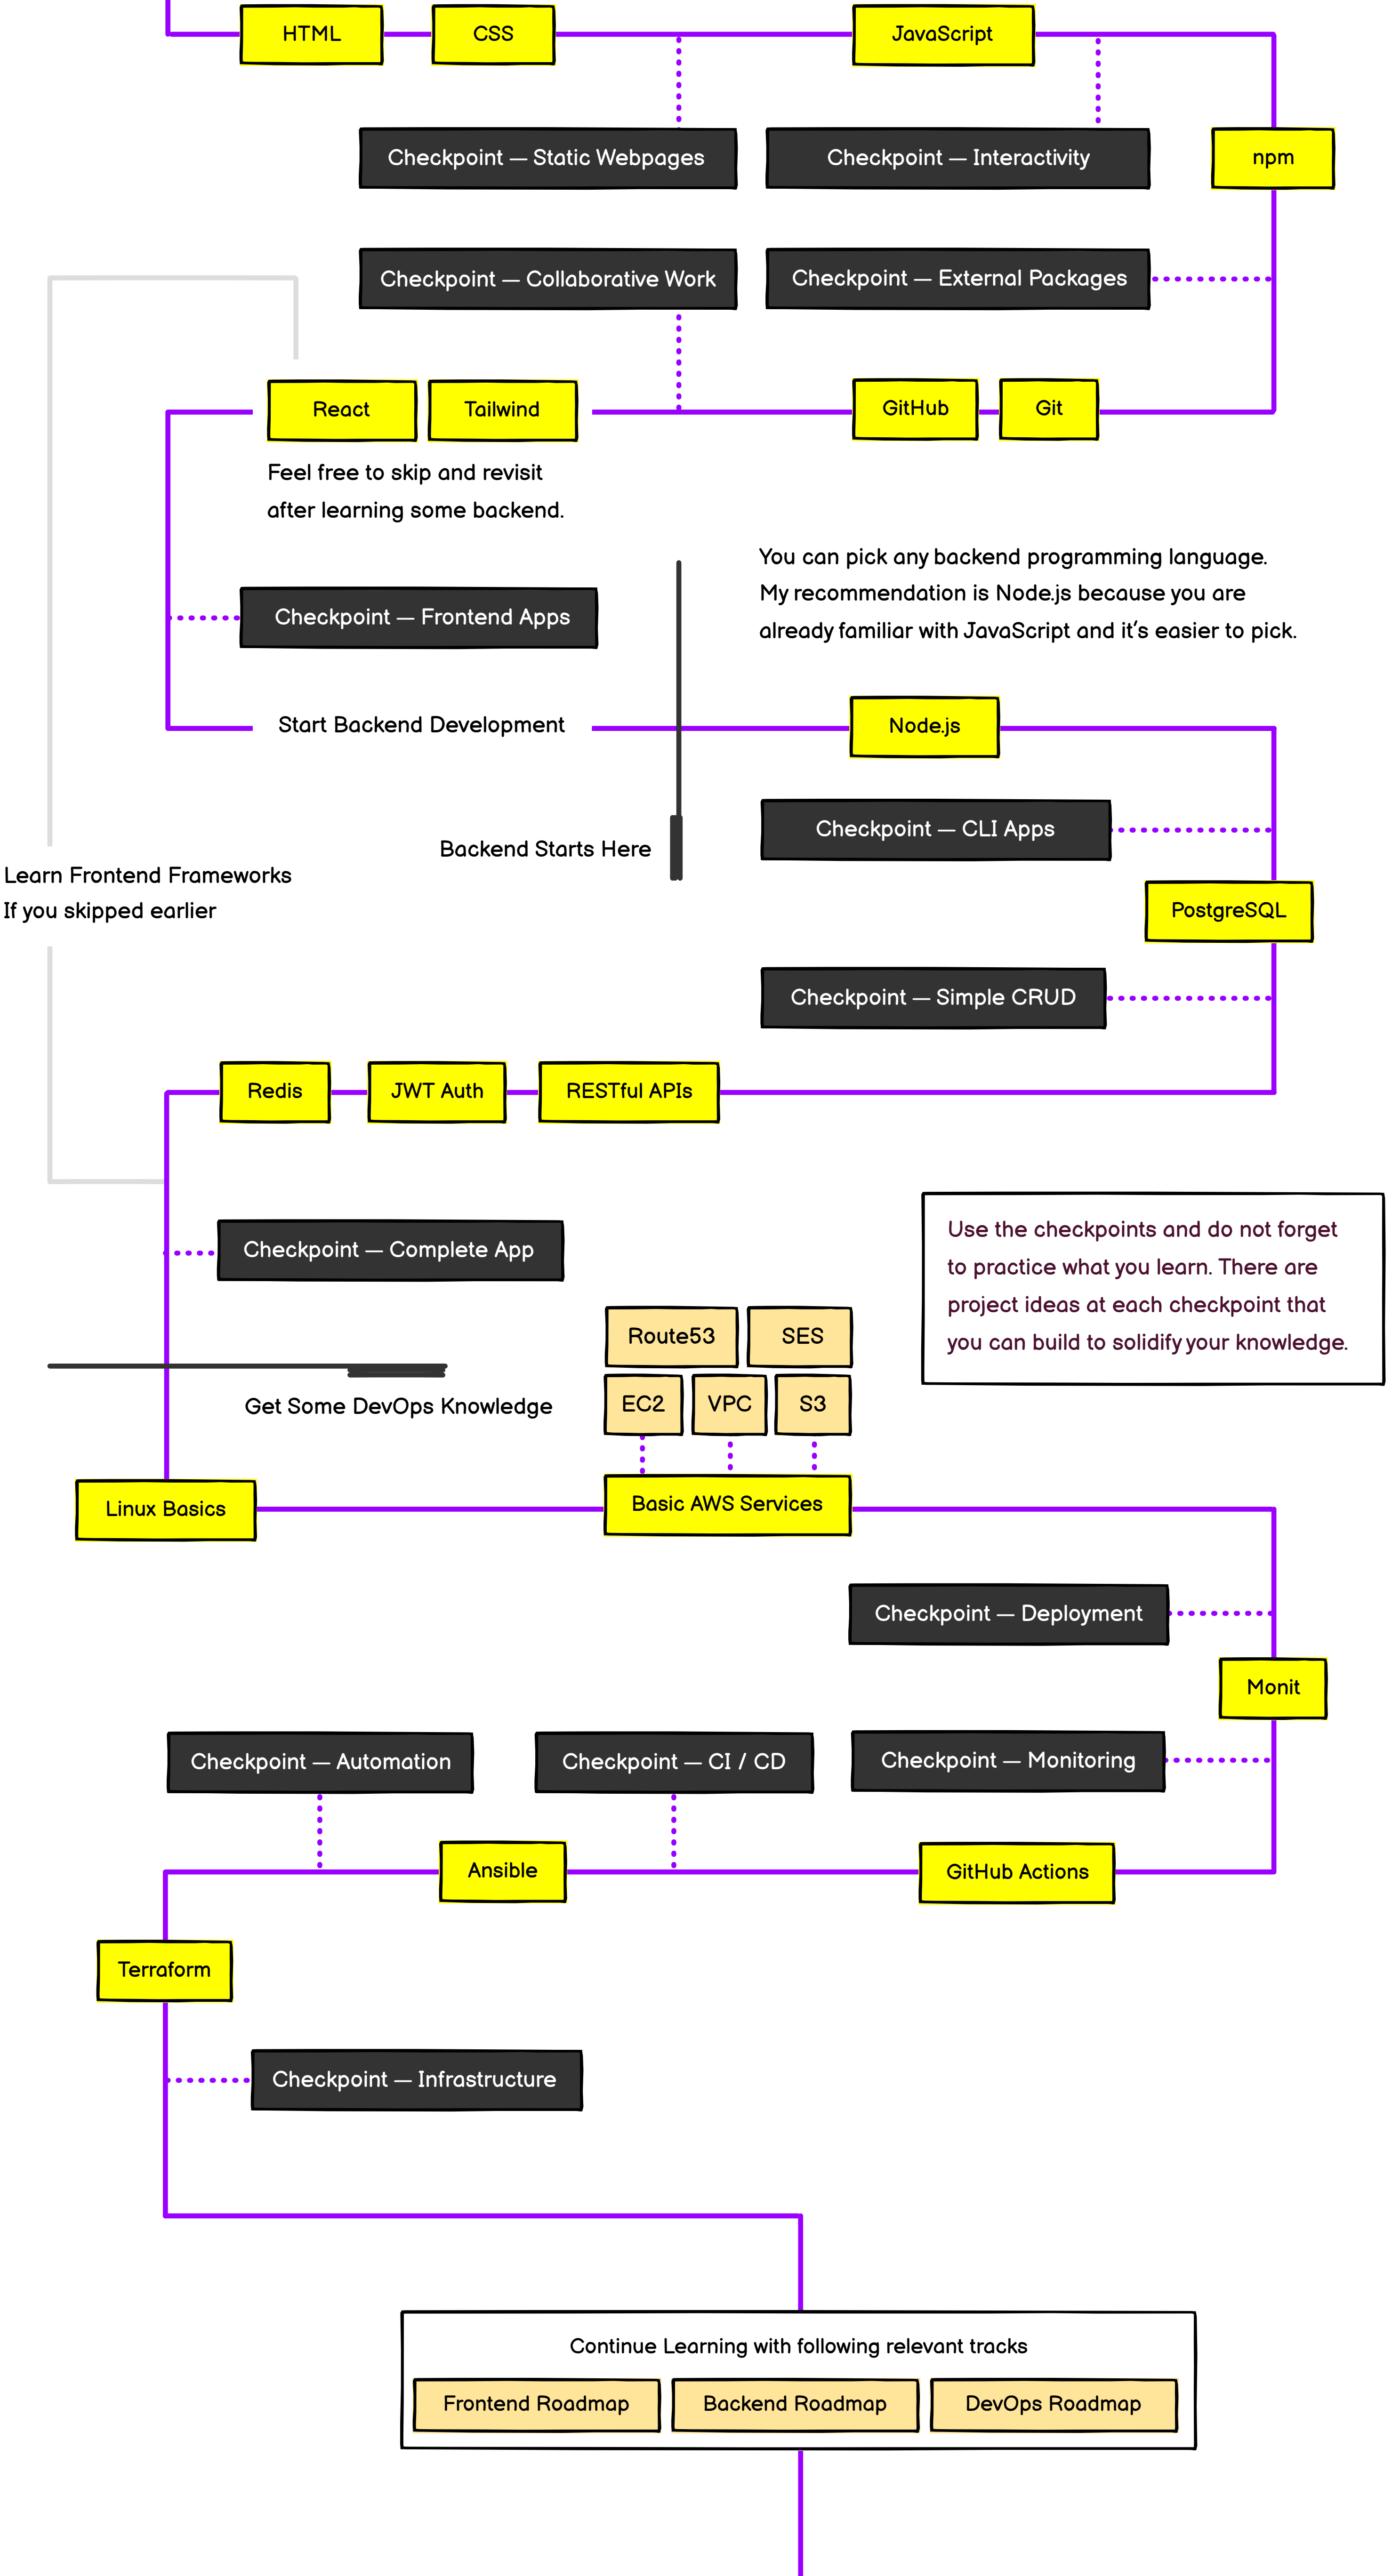 HTML
CSS
JavaScript
Checkpoint — Static Webpages
Checkpoint — Interactivity
npm
Checkpoint — Collaborative Work
Checkpoint — External Packages
React
Tailwind
GitHub
Git
Feel free to skip and revisit
after learning some backend.
You can pick any backend programming language.
My recommendation is Node.js because you are
already familiar with JavaScript and it's easier to pick.
Checkpoint — Frontend Apps
Start Backend Development
Node.js
Checkpoint — CLI Apps
Backend Starts Here
Learn Frontend Frameworks
If you skipped earlier
PostgreSQL
Checkpoint — Simple CRUD
Redis
JWT Auth
RESTful APIs
Checkpoint — Complete App
Use the checkpoints and do not forget
to practice what you learn. There are
project ideas at each checkpoint that
you can build to solidify your knowledge.
Route53
SES
EC2
VPC
S3
Get Some DevOps Knowledge
Linux Basics
Basic AWS Services
Checkpoint — Deployment
Monit
Checkpoint — Automation
Checkpoint — CI / CD
Checkpoint — Monitoring
Ansible
GitHub Actions
Terraform
Checkpoint — Infrastructure
Continue Learning with following relevant tracks
Frontend Roadmap
Backend Roadmap
DevOps Roadmap